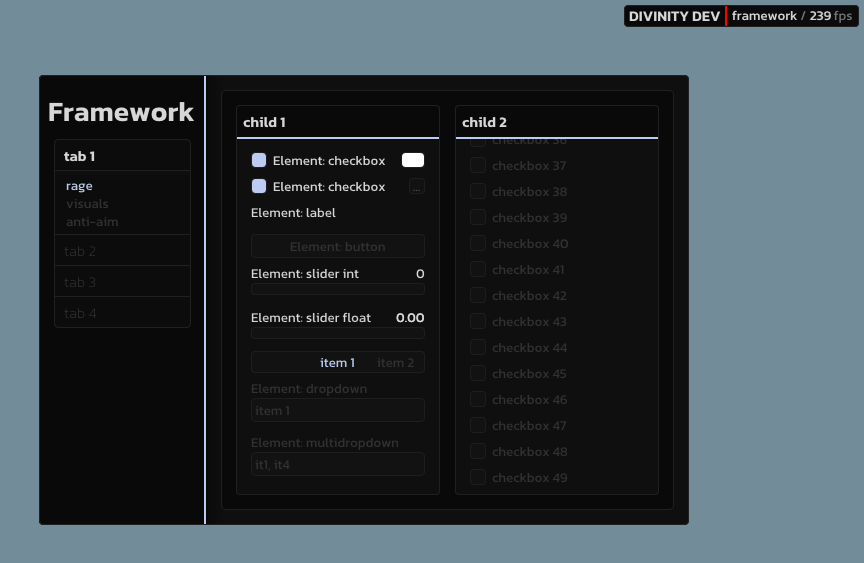 DIVINITY DEV framework / 239 fps
Framework
tab 1
rage
visuals
anti-aim
tab 2
tab 3
tab 4
child 1
Element: checkbox
Element: checkbox ...
Element: label
Element: button
Element: slider int 0
Element: slider float 0.00
item 1 item 2
Element: dropdown
item 1
Element: multidropdown
it1, it4
child 2
checkbox 36
checkbox 37
checkbox 38
checkbox 39
checkbox 40
checkbox 41
checkbox 42
checkbox 43
checkbox 44
checkbox 45
checkbox 46
checkbox 47
checkbox 48
checkbox 49